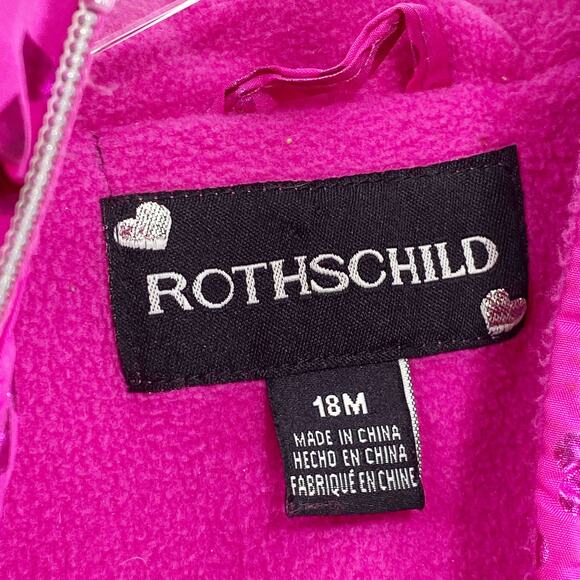 ROTHSCHILD
18M
MADE IN CHINA
HECHO EN CHINA
FABRIQUÉ EN CHINE